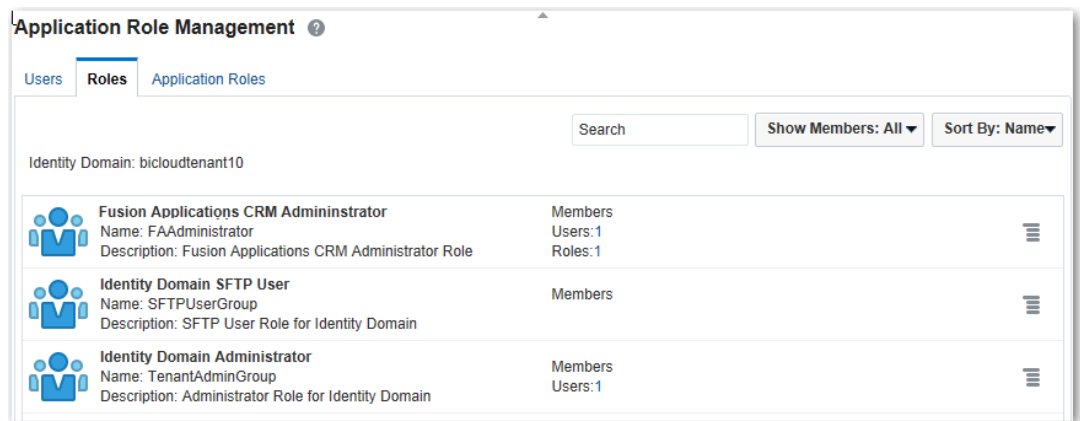 Application Role Management ?
Users Roles Application Roles
Search Show Members: All Sort By: Name
Identity Domain: bicloudtenant10
Fusion Applications CRM Admininstrator
Name: FAAdministrator
Description: Fusion Applications CRM Administrator Role
Members
Users:1
Roles:1
Identity Domain SFTP User
Name: SFTPUserGroup
Description: SFTP User Role for Identity Domain
Members
Identity Domain Administrator
Name: TenantAdminGroup
Description: Administrator Role for Identity Domain
Members
Users:1